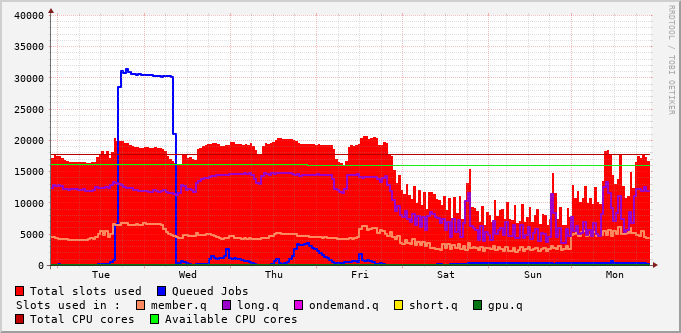 40000
35000
30000
25000
20000
15000
10000
5000
0
Tue Wed Thu Fri Sat Sun Mon
RRDTOOL / TOBI OETIKER
Total slots used Queued Jobs
Slots used in : member.q long.q ondemand.q short.q gpu.q
Total CPU cores Available CPU cores